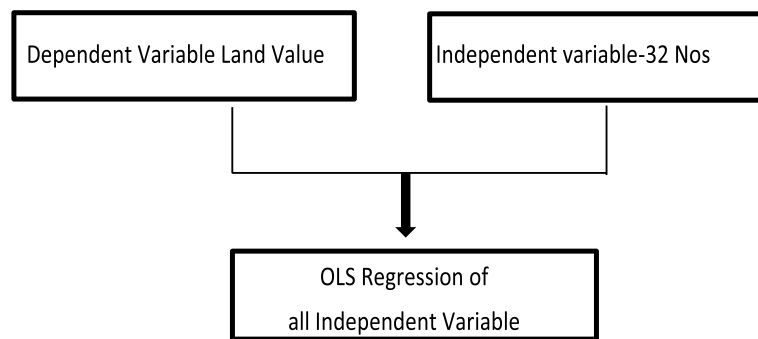 Dependent Variable Land Value
Independent variable-32 Nos
OLS Regression of
all Independent Variable